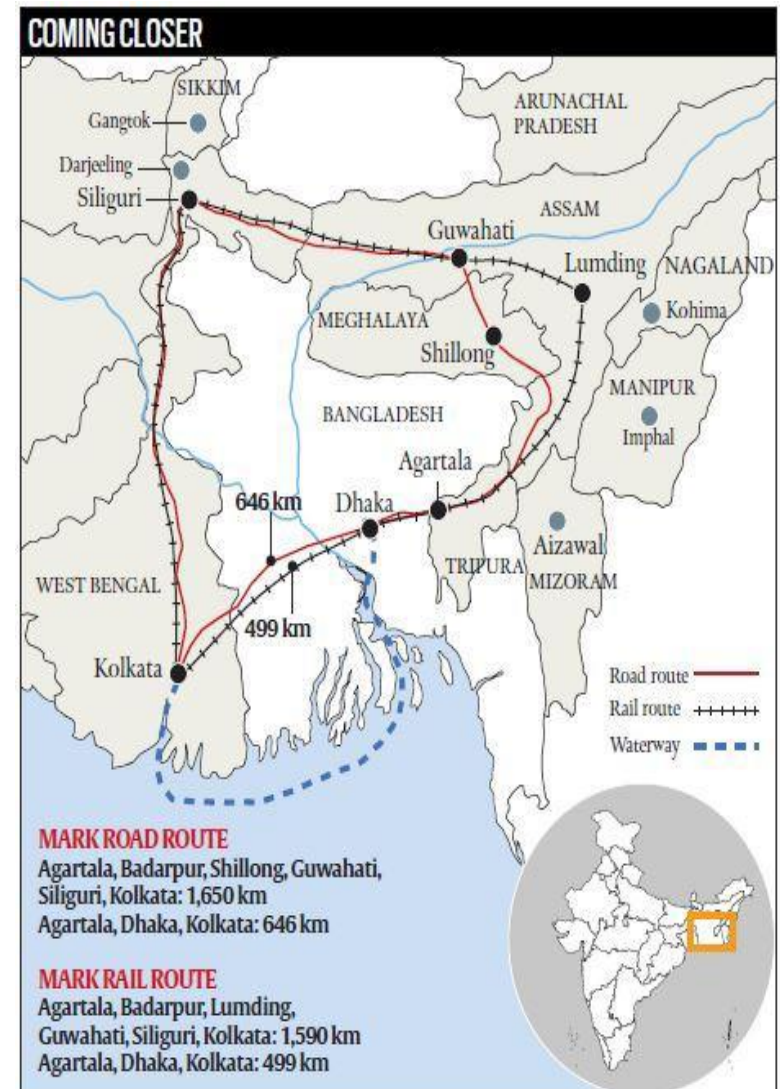 COMING CLOSER
SIKKIM
Gangtok
ARUNACHAL
PRADESH
Darjeeling
Siliguri
ASSAM
Guwahati
Lumding
NAGALAND
Kohima
MEGHALAYA
Shillong
MANIPUR
Imphal
BANGLADESH
Agartala
646 km
Dhaka
Aizawal
TRIPURA
MIZORAM
WEST BENGAL
499 km
Kolkata
Road route
Rail route
Waterway
MARK ROAD ROUTE
Agartala, Badarpur, Shillong, Guwahati,
Siliguri, Kolkata: 1,650 km
Agartala, Dhaka, Kolkata: 646 km
MARK RAIL ROUTE
Agartala, Badarpur, Lumding,
Guwahati, Siliguri, Kolkata: 1,590 km
Agartala, Dhaka, Kolkata: 499 km